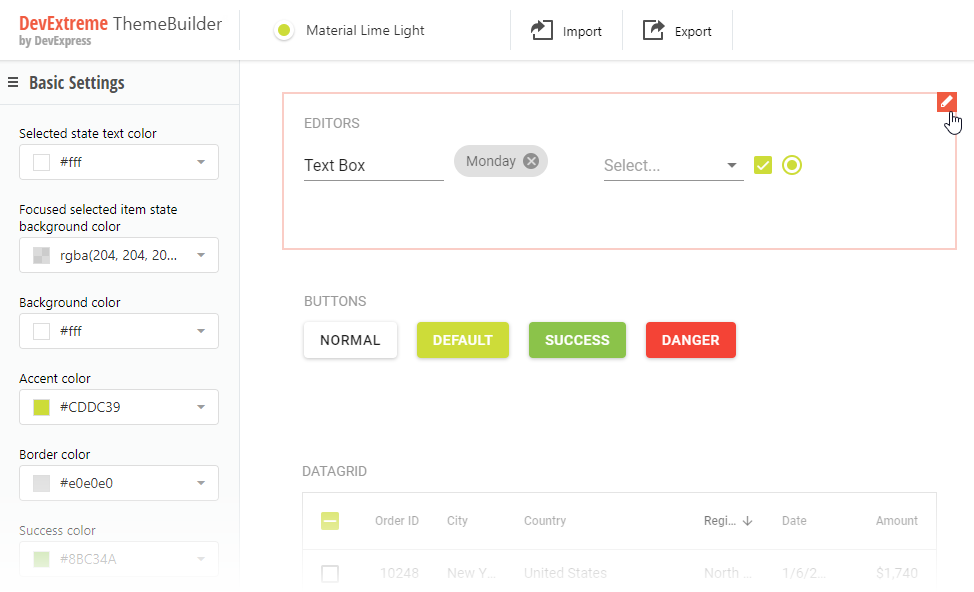 DevExtreme ThemeBuilder
by DevExpress
Material Lime Light
Import
Export
Basic Settings
Selected state text color
#fff
Focused selected item state
background color
rgba(204, 204, 20...
Background color
#fff
Accent color
#CDDC39
Border color
#e0e0e0
Success color
#8BC34A
EDITORS
Text Box
Monday
Select...
BUTTONS
NORMAL
DEFAULT
SUCCESS
DANGER
DATAGRID
Order ID City Country Regi... Date Amount
10248 New Y... United States North ... 1/6/2... $1,740